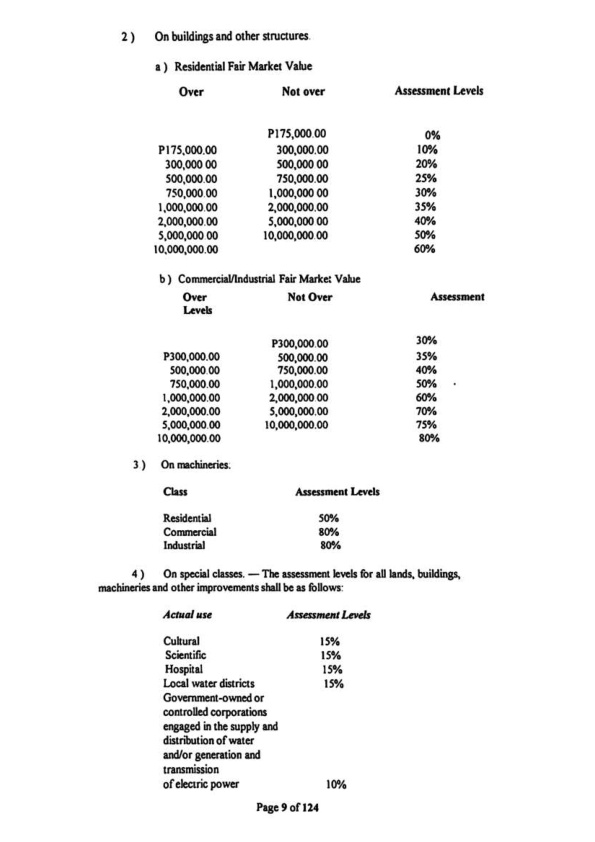 2 ) On buildings and other structures.
a ) Residential Fair Market Value
Over Not over Assessment Levels
P175,000.00 0%
P175,000.00 300,000.00 10%
300,000 00 500,000 00 20%
500,000.00 750,000.00 25%
750,000.00 1,000,000 00 30%
1,000,000.00 2,000,000.00 35%
2,000,000.00 5,000,000 00 40%
5,000,000 00 10,000,000.00 50%
10,000,000.00 60%
b ) Commercial/Industrial Fair Market Value
Over Not Over Assessment
Levels
P300,000.00 30%
P300,000.00 500,000.00 35%
500,000.00 750,000.00 40%
750,000.00 1,000,000.00 50%
1,000,000.00 2,000,000 00 60%
2,000,000.00 5,000,000.00 70%
5,000,000.00 10,000,000.00 75%
10,000,000.00 80%
3 ) On machineries.
Class Assessment Levels
Residential 50%
Commercial 80%
Industrial 80%
4 ) On special classes. — The assessment levels for all lands, buildings,
machineries and other improvements shall be as follows:
Actual use Assessment Levels
Cultural 15%
Scientific 15%
Hospital 15%
Local water districts 15%
Government-owned or
controlled corporations
engaged in the supply and
distribution of water
and/or generation and
transmission
of electric power 10%
Page 9 of 124